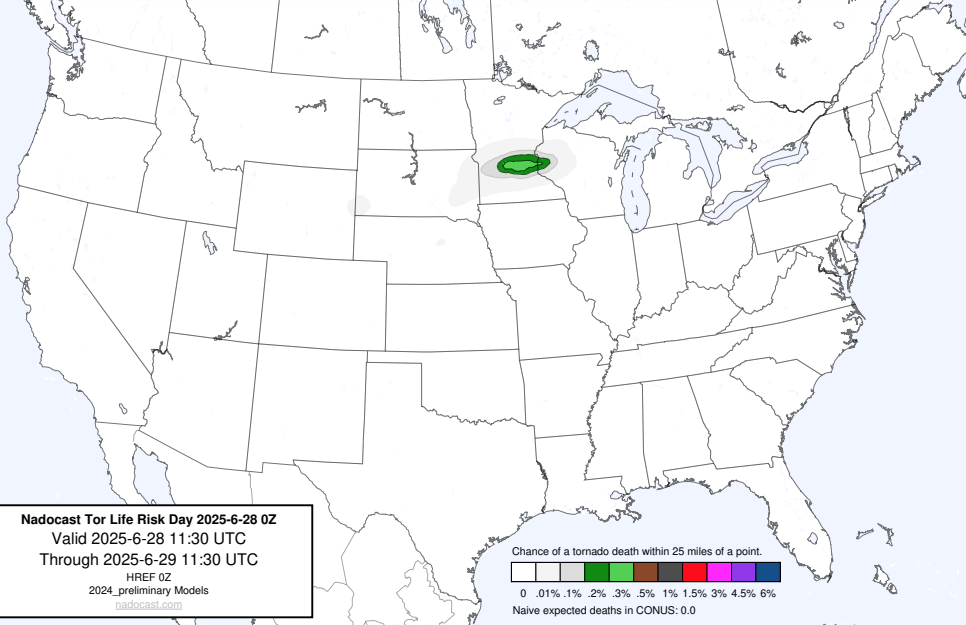 Nadocast Tor Life Risk Day 2025-6-28 0Z
Valid 2025-6-28 11:30 UTC
Through 2025-6-29 11:30 UTC
HREF 0Z
2024_preliminary Models
nadocast.com
Chance of a tornado death within 25 miles of a point.
0 .01% .1% .2% .3% .5% 1% 1.5% 3% 4.5% 6%
Naive expected deaths in CONUS: 0.0